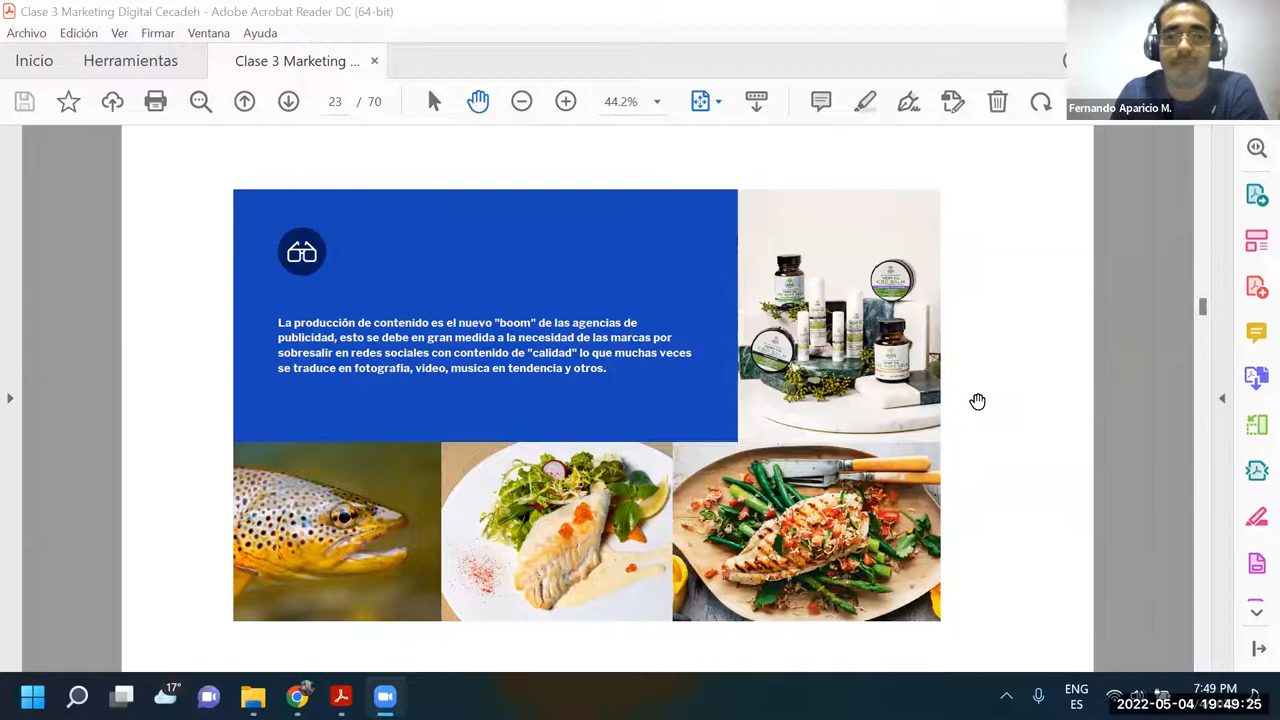 Clase 3 Marketing Digital Cecadeh - Adobe Acrobat Reader DC (64-bit)
Archivo Edición Ver Firmar Ventana Ayuda
Inicio Herramientas Clase 3 Marketing ... ×
23 / 70 44.2%
Fernando Aparicio M.
La producción de contenido es el nuevo "boom" de las agencias de
publicidad, esto se debe en gran medida a la necesidad de las marcas por
sobresalir en redes sociales con contenido de "calidad" lo que muchas veces
se traduce en fotografia, video, musica en tendencia y otros.
17°
ENG
ES
7:49 PM
2022-05-04 19:49:25